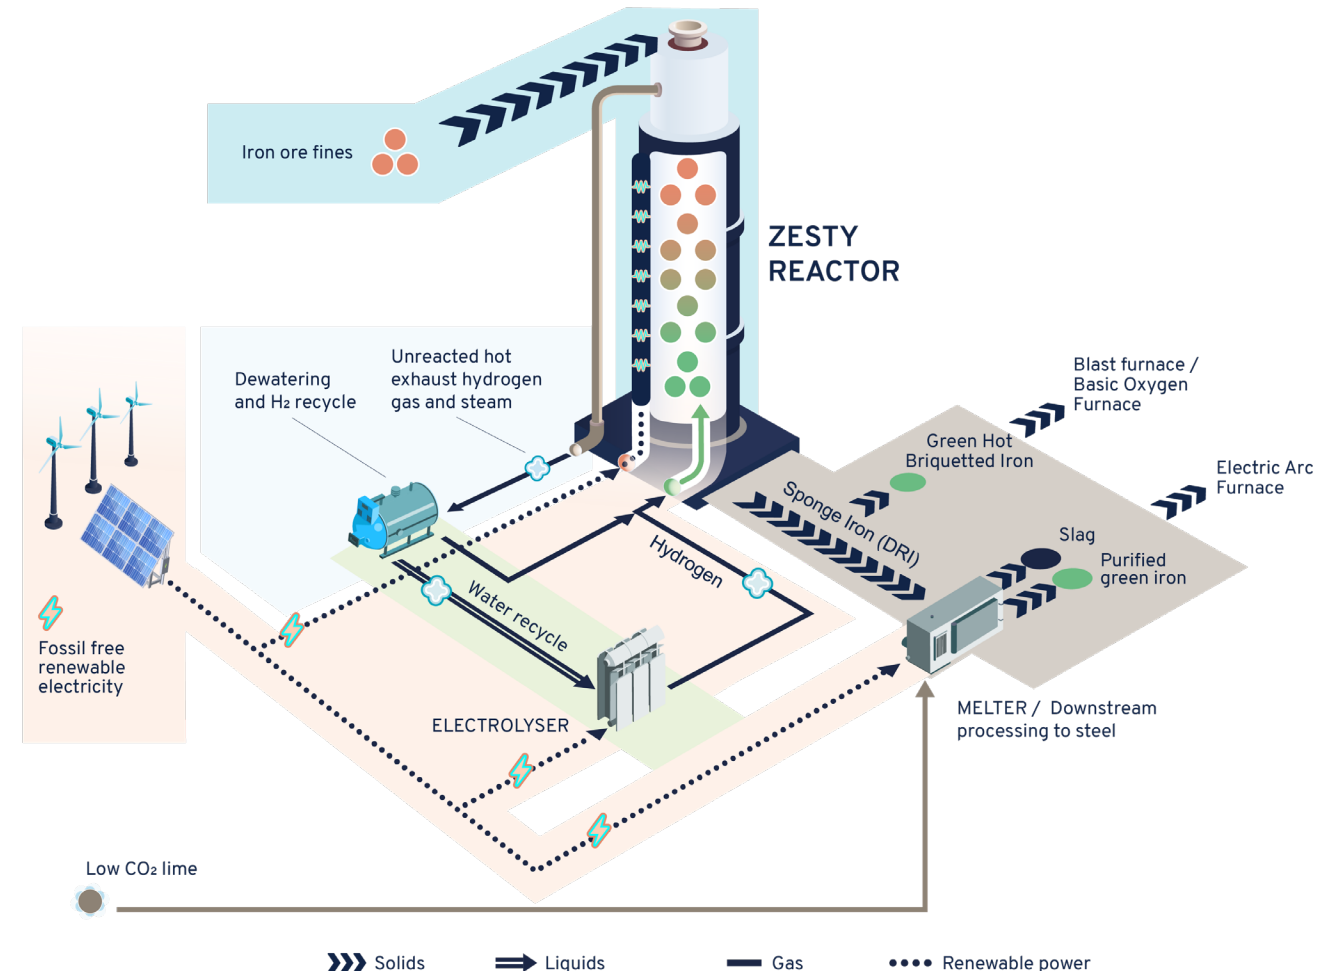 Iron ore fines
ZESTY
REACTOR
Unreacted hot
exhaust hydrogen
gas and steam
Dewatering
and H₂ recycle
Blast furnace /
Basic Oxygen
Furnace
Green Hot
Briquetted Iron
Electric Arc
Furnace
Sponge Iron (DRI)
Slag
Purified
green iron
Hydrogen
Water recycle
Fossil free
renewable
electricity
ELECTROLYSER
MELTER / Downstream
processing to steel
Low CO₂ lime
Solids
Liquids
Gas
Renewable power